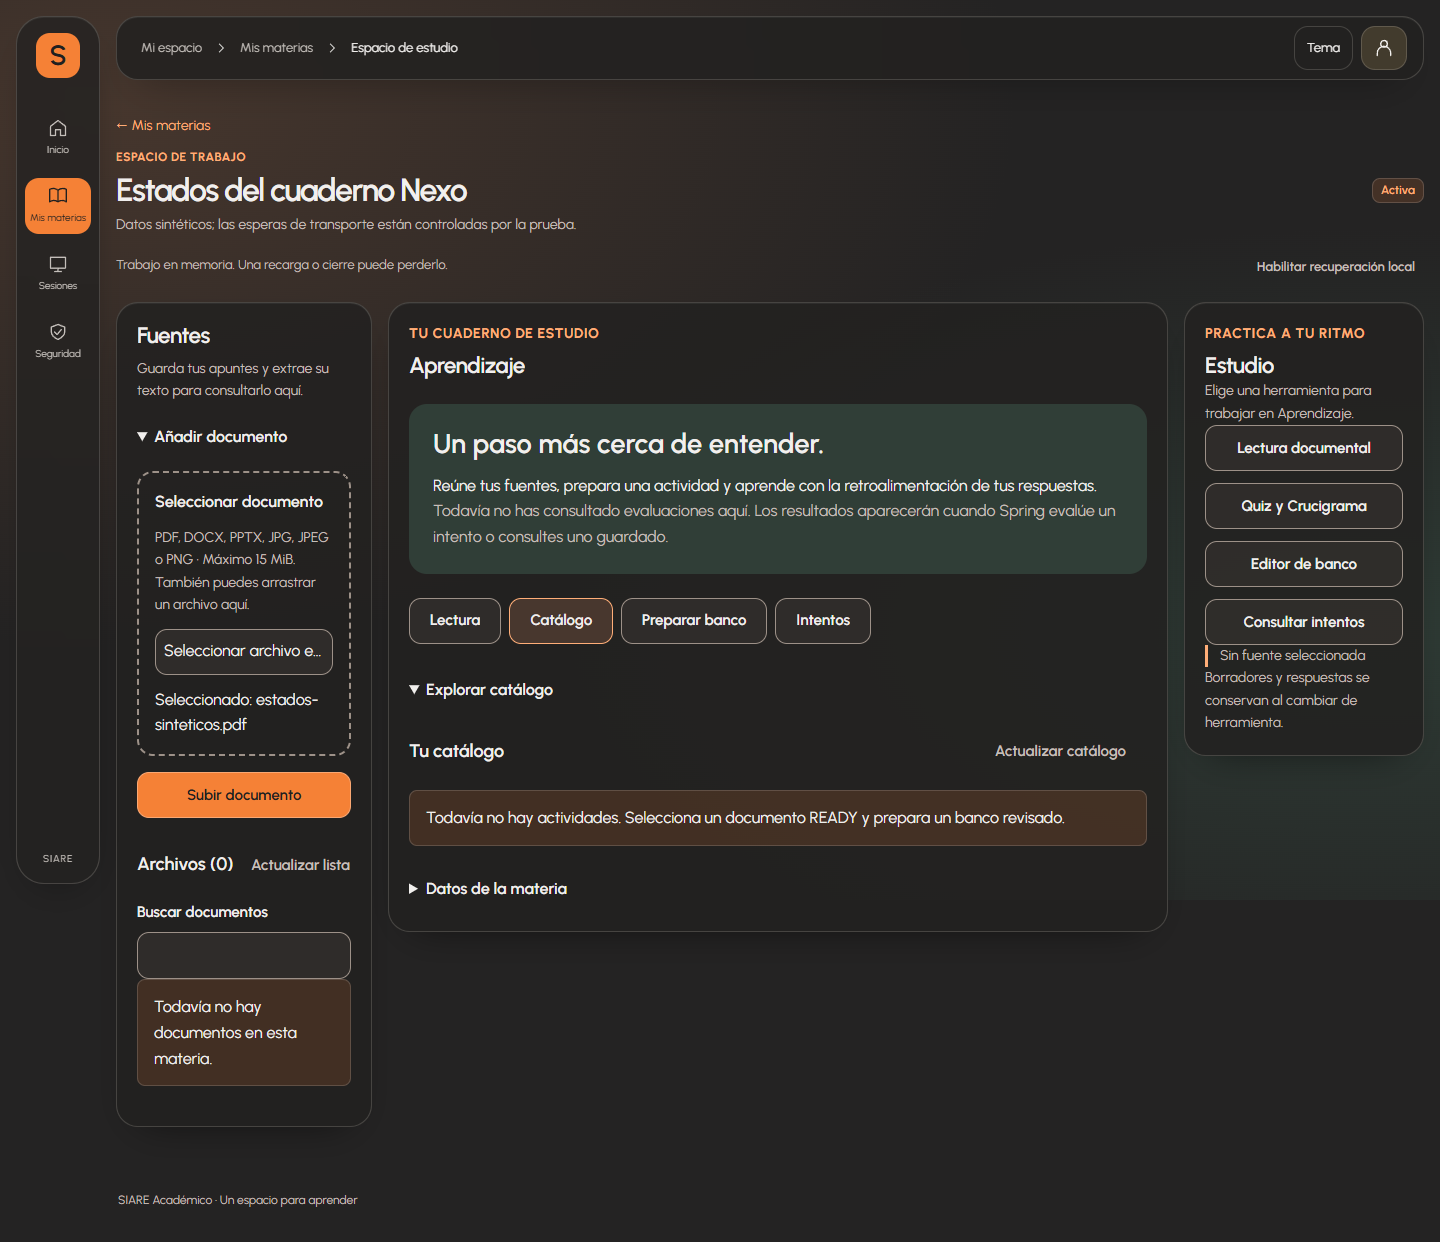 S
Inicio
Mis materias
Sesiones
Seguridad
SIARE
Mi espacio
Mis materias
Espacio de estudio
Tema
← Mis materias
ESPACIO DE TRABAJO
Estados del cuaderno Nexo
Activa
Datos sintéticos; las esperas de transporte están controladas por la prueba.
Trabajo en memoria. Una recarga o cierre puede perderlo.
Habilitar recuperación local
Fuentes
Guarda tus apuntes y extrae su
texto para consultarlo aquí.
▼ Añadir documento
Seleccionar documento
PDF, DOCX, PPTX, JPG, JPEG
o PNG · Máximo 15 MiB.
También puedes arrastrar
un archivo aquí.
Seleccionar archivo e...
Seleccionado: estados-
sinteticos.pdf
Subir documento
Archivos (0)
Actualizar lista
Buscar documentos
Todavía no hay
documentos en esta
materia.
TU CUADERNO DE ESTUDIO
Aprendizaje
Un paso más cerca de entender.
Reúne tus fuentes, prepara una actividad y aprende con la retroalimentación de tus respuestas.
Todavía no has consultado evaluaciones aquí. Los resultados aparecerán cuando Spring evalúe un
intento o consultes uno guardado.
Lectura
Catálogo
Preparar banco
Intentos
▼ Explorar catálogo
Tu catálogo
Actualizar catálogo
Todavía no hay actividades. Selecciona un documento READY y prepara un banco revisado.
▶ Datos de la materia
PRACTICA A TU RITMO
Estudio
Elige una herramienta para
trabajar en Aprendizaje.
Lectura documental
Quiz y Crucigrama
Editor de banco
Consultar intentos
Sin fuente seleccionada
Borradores y respuestas se
conservan al cambiar de
herramienta.
SIARE Académico · Un espacio para aprender